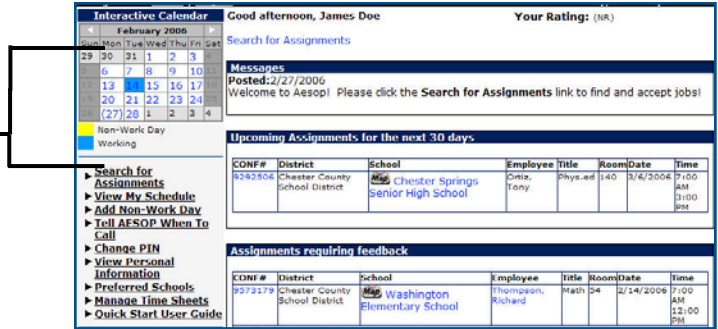 Interactive Calendar
February 2006
Sun Mon Tue Wed Thu Fri Sat
29 30 31 1 2 3 4
5 6 7 8 9 10 11
12 13 14 15 16 17 18
19 20 21 22 23 24 25
26 (27) 28 1 2 3 4
Non-Work Day
Working
Search for
Assignments
View My Schedule
Add Non-Work Day
Tell AESOP When To
Call
Change PIN
View Personal
Information
Preferred Schools
Manage Time Sheets
Quick Start User Guide
Good afternoon, James Doe
Your Rating: (NR)
Search for Assignments
Messages
Posted:2/27/2006
Welcome to Aesop! Please click the Search for Assignments link to find and accept jobs!
Upcoming Assignments for the next 30 days
CONF# District School Employee Title Room Date Time
9292506 Chester County Map Chester Springs Ortiz, Phys.ed 140 3/6/2006 7:00
School District Senior High School Tony AM
3:00
PM
Assignments requiring feedback
CONF# District School Employee Title Room Date Time
9573179 Chester County Map Washington Thompson, Math 54 2/14/2006 7:00
School District Elementary School Richard AM
12:00
PM